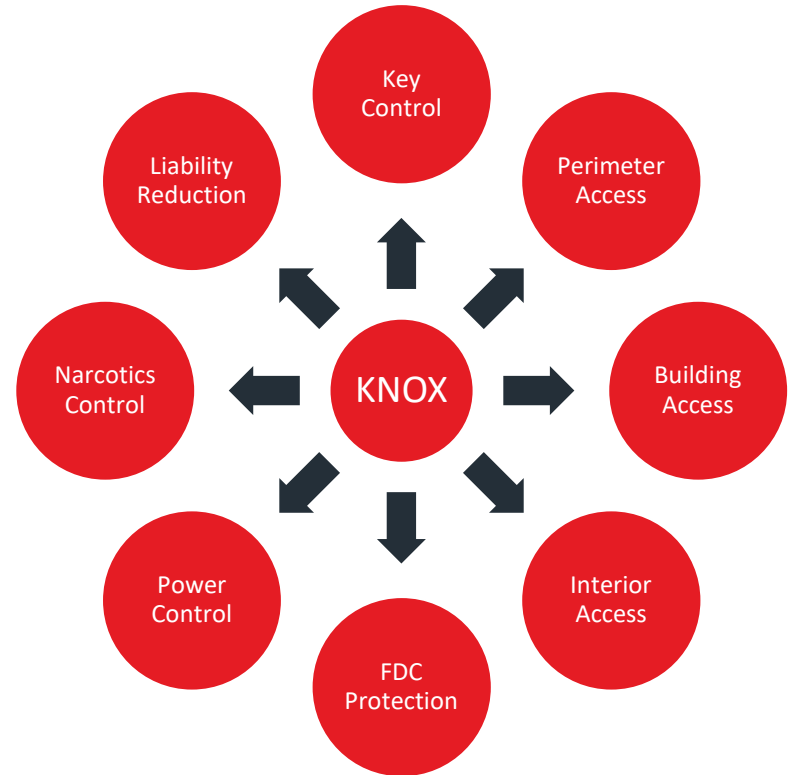 Key
Control
Perimeter
Access
Building
Access
Interior
Access
FDC
Protection
Power
Control
Narcotics
Control
Liability
Reduction
KNOX